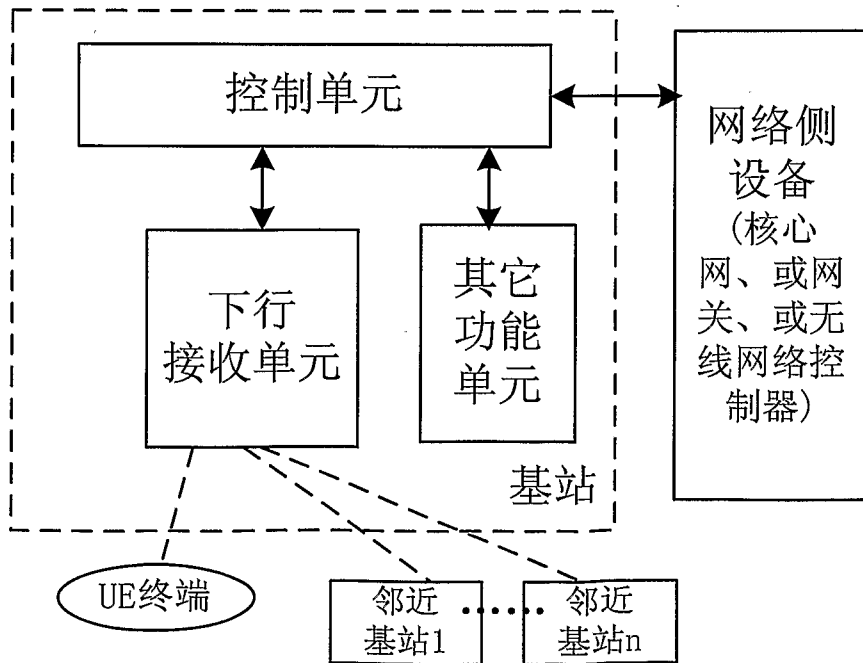 控制单元
网络侧
设备
(核心
网、或网
关、或无
线网络控
制器)
下行
接收单元
其它
功能
单元
基站
UE终端
邻近
基站1
……
邻近
基站n